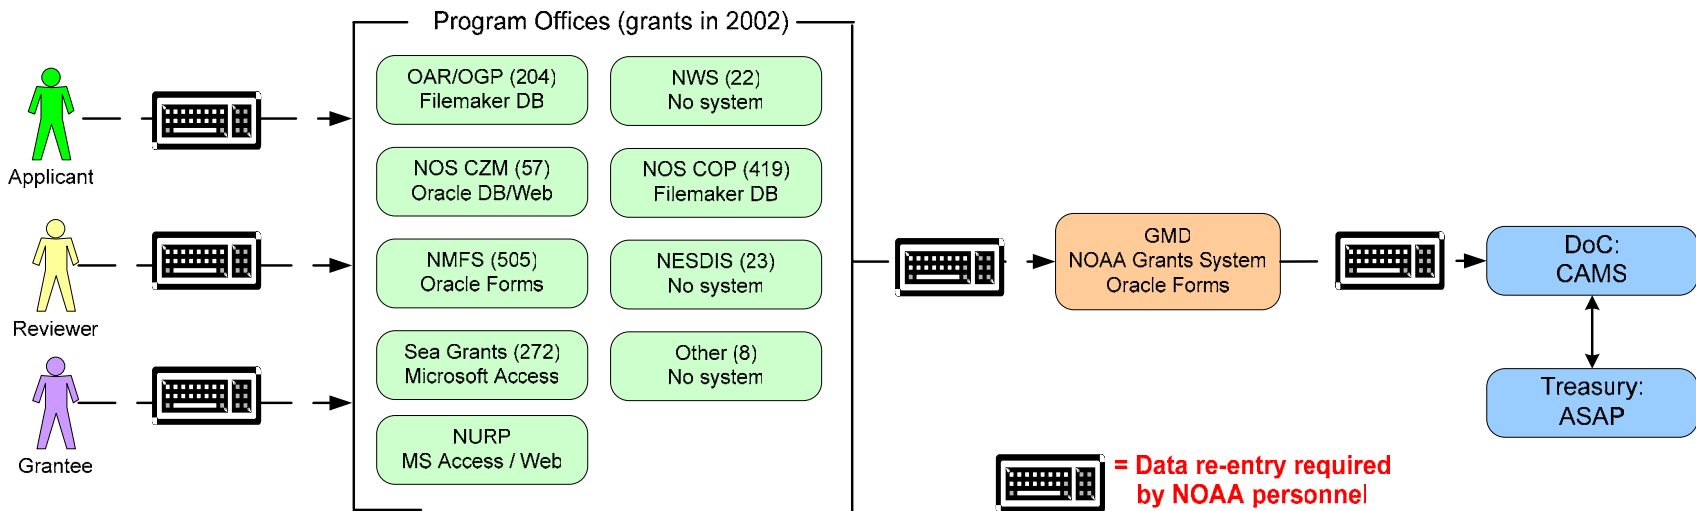 Program Offices (grants in 2002)
Applicant
Reviewer
Grantee
OAR/OGP (204)
Filemaker DB
NWS (22)
No system
NOS CZM (57)
Oracle DB/Web
NOS COP (419)
Filemaker DB
NMFS (505)
Oracle Forms
NESDIS (23)
No system
Sea Grants (272)
Microsoft Access
Other (8)
No system
NURP
MS Access / Web
GMD
NOAA Grants System
Oracle Forms
DoC:
CAMS
Treasury:
ASAP
= Data re-entry required
by NOAA personnel